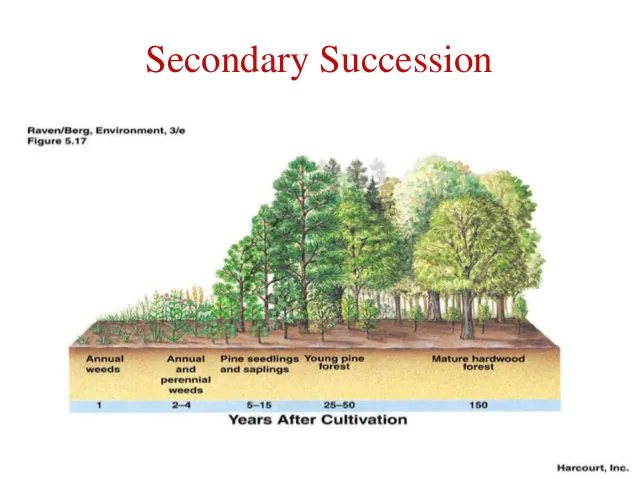 Secondary Succession
Raven/Berg, Environment, 3/e
Figure 5.17
Annual
weeds
Annual
and
perennial
weeds
Pine seedlings
and saplings
Young pine
forest
Mature hardwood
forest
1
2–4
5–15
25–50
150
Years After Cultivation
Harcourt, Inc.